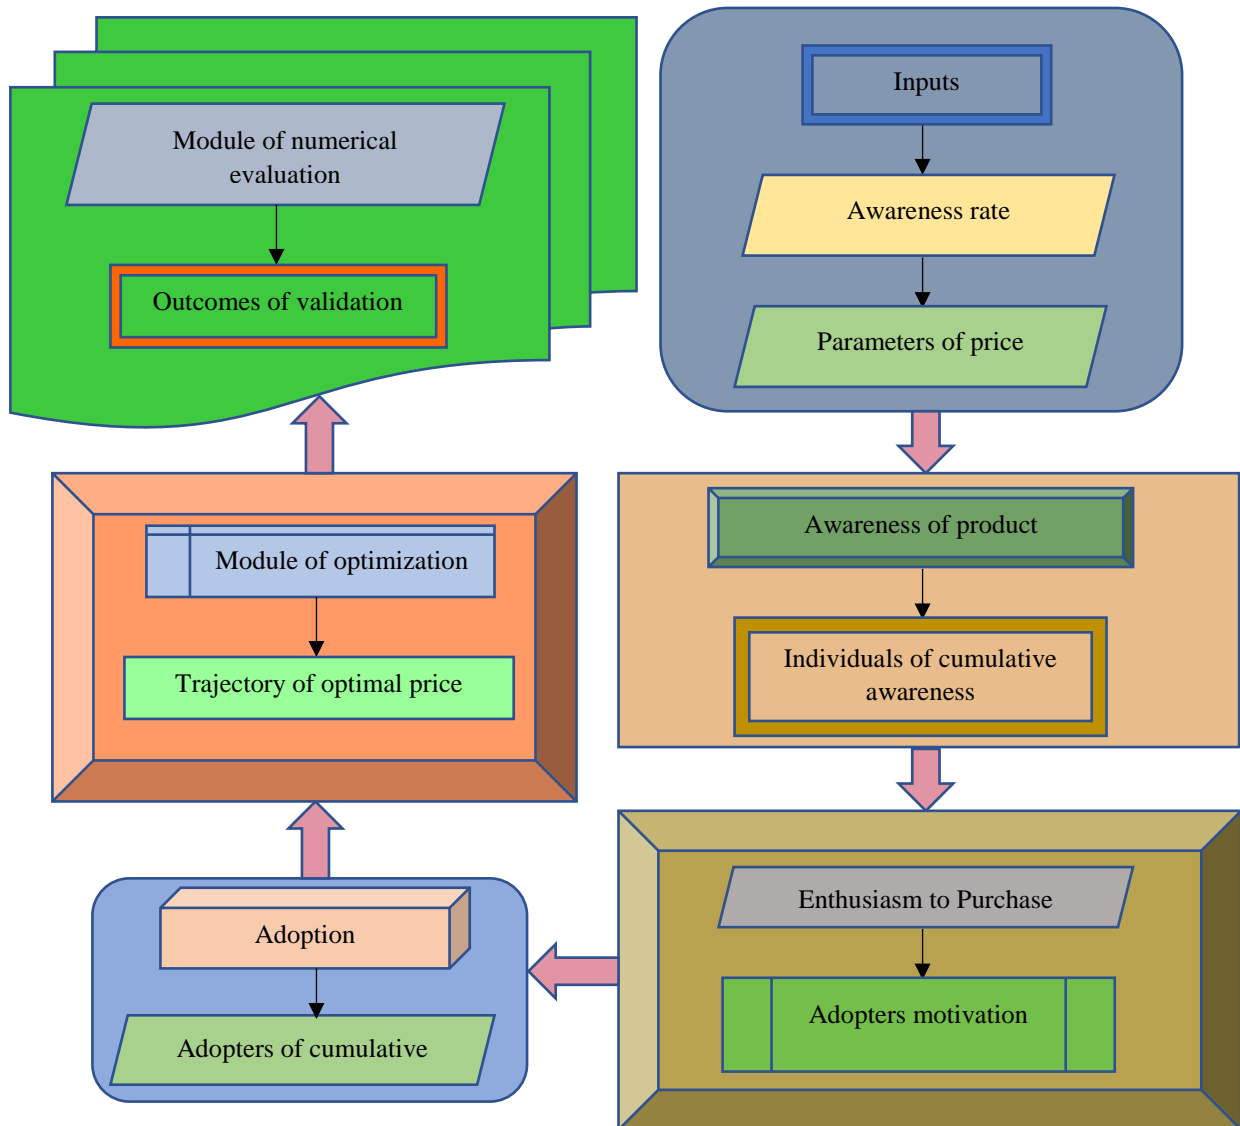 Module of numerical
evaluation
Outcomes of validation
Inputs
Awareness rate
Parameters of price
Awareness of product
Individuals of cumulative
awareness
Enthusiasm to Purchase
Adopters motivation
Adoption
Adopters of cumulative
Module of optimization
Trajectory of optimal price